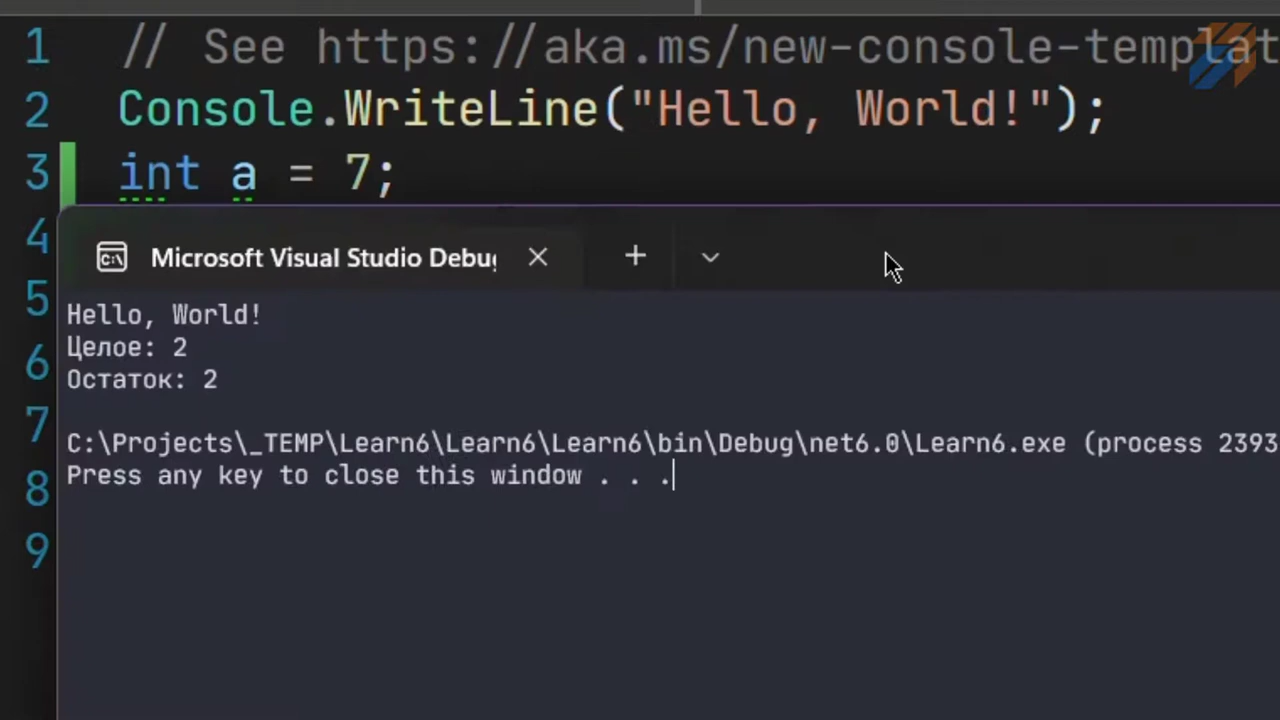 1 // See https://aka.ms/new-console-templat
2 Console.WriteLine("Hello, World!");
3 int a = 7;
4
Microsoft Visual Studio Debug
5
Hello, World!
Целое: 2
6
Остаток: 2
7
C:\Projects\_TEMP\Learn6\Learn6\Learn6\bin\Debug\net6.0\Learn6.exe (process 2393
8
Press any key to close this window . . .
9